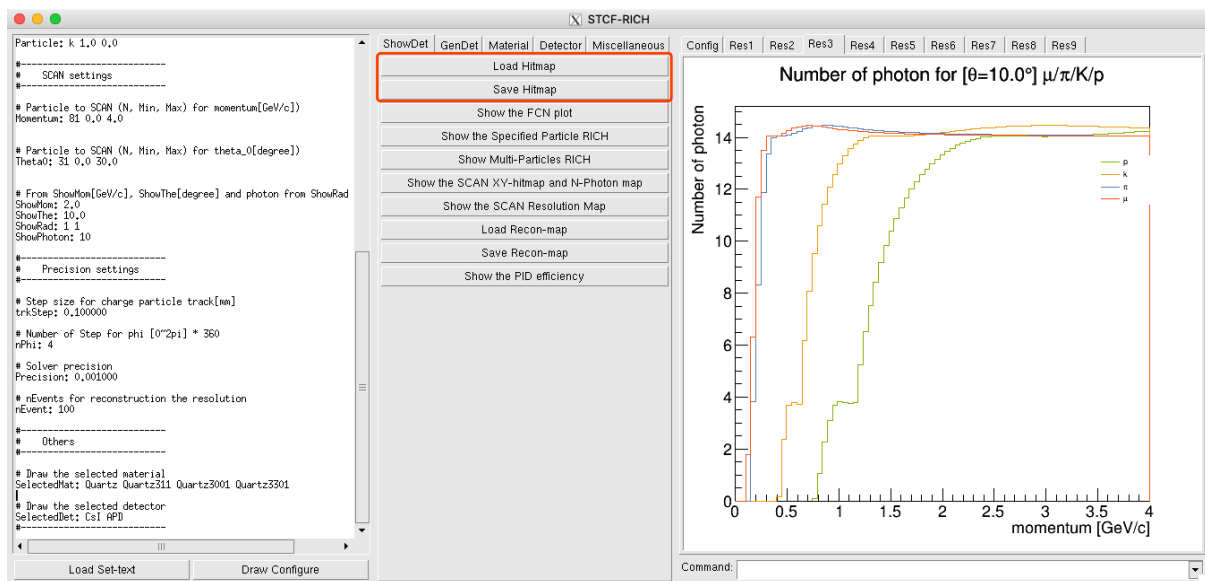 STCF-RICH
Particle: k 1.0 0.0
#---------------------------
# SCAN settings
#---------------------------
# Particle to SCAN (N, Min, Max) for momentum[GeV/c])
Momentum: 81 0.0 4.0
# Particle to SCAN (N, Min, Max) for theta_0[degree])
Theta0: 31 0.0 30.0
# From ShowMom[GeV/c], ShowThe[degree] and photon from ShowRad
ShowMom: 2.0
ShowThe: 10.0
ShowRad: 1 1
ShowPhoton: 10
#---------------------------
# Precision settings
#---------------------------
# Step size for charge particle track[mm]
trkStep: 0.100000
# Number of Step for phi [0~2pi] * 360
nPhi: 4
# Solver precision
Precision: 0.001000
# nEvents for reconstruction the resolution
nEvent: 100
#---------------------------
# Others
#---------------------------
# Draw the selected material
SelectedMat: Quartz Quartz311 Quartz3001 Quartz3301
# Draw the selected detector
SelectedDet: CsI APD
#---------------------------
Load Set-text Draw Configure
ShowDet GenDet Material Detector Miscellaneous
Load Hitmap
Save Hitmap
Show the FCN plot
Show the Specified Particle RICH
Show Multi-Particles RICH
Show the SCAN XY-hitmap and N-Photon map
Show the SCAN Resolution Map
Load Recon-map
Save Recon-map
Show the PID efficiency
Config Res1 Res2 Res3 Res4 Res5 Res6 Res7 Res8 Res9
Number of photon for [θ=10.0°] μ/π/K/p
Number of photon
14
12
10
8
6
4
2
0
p
k
π
μ
0 0.5 1 1.5 2 2.5 3 3.5 4
momentum [GeV/c]
Command: